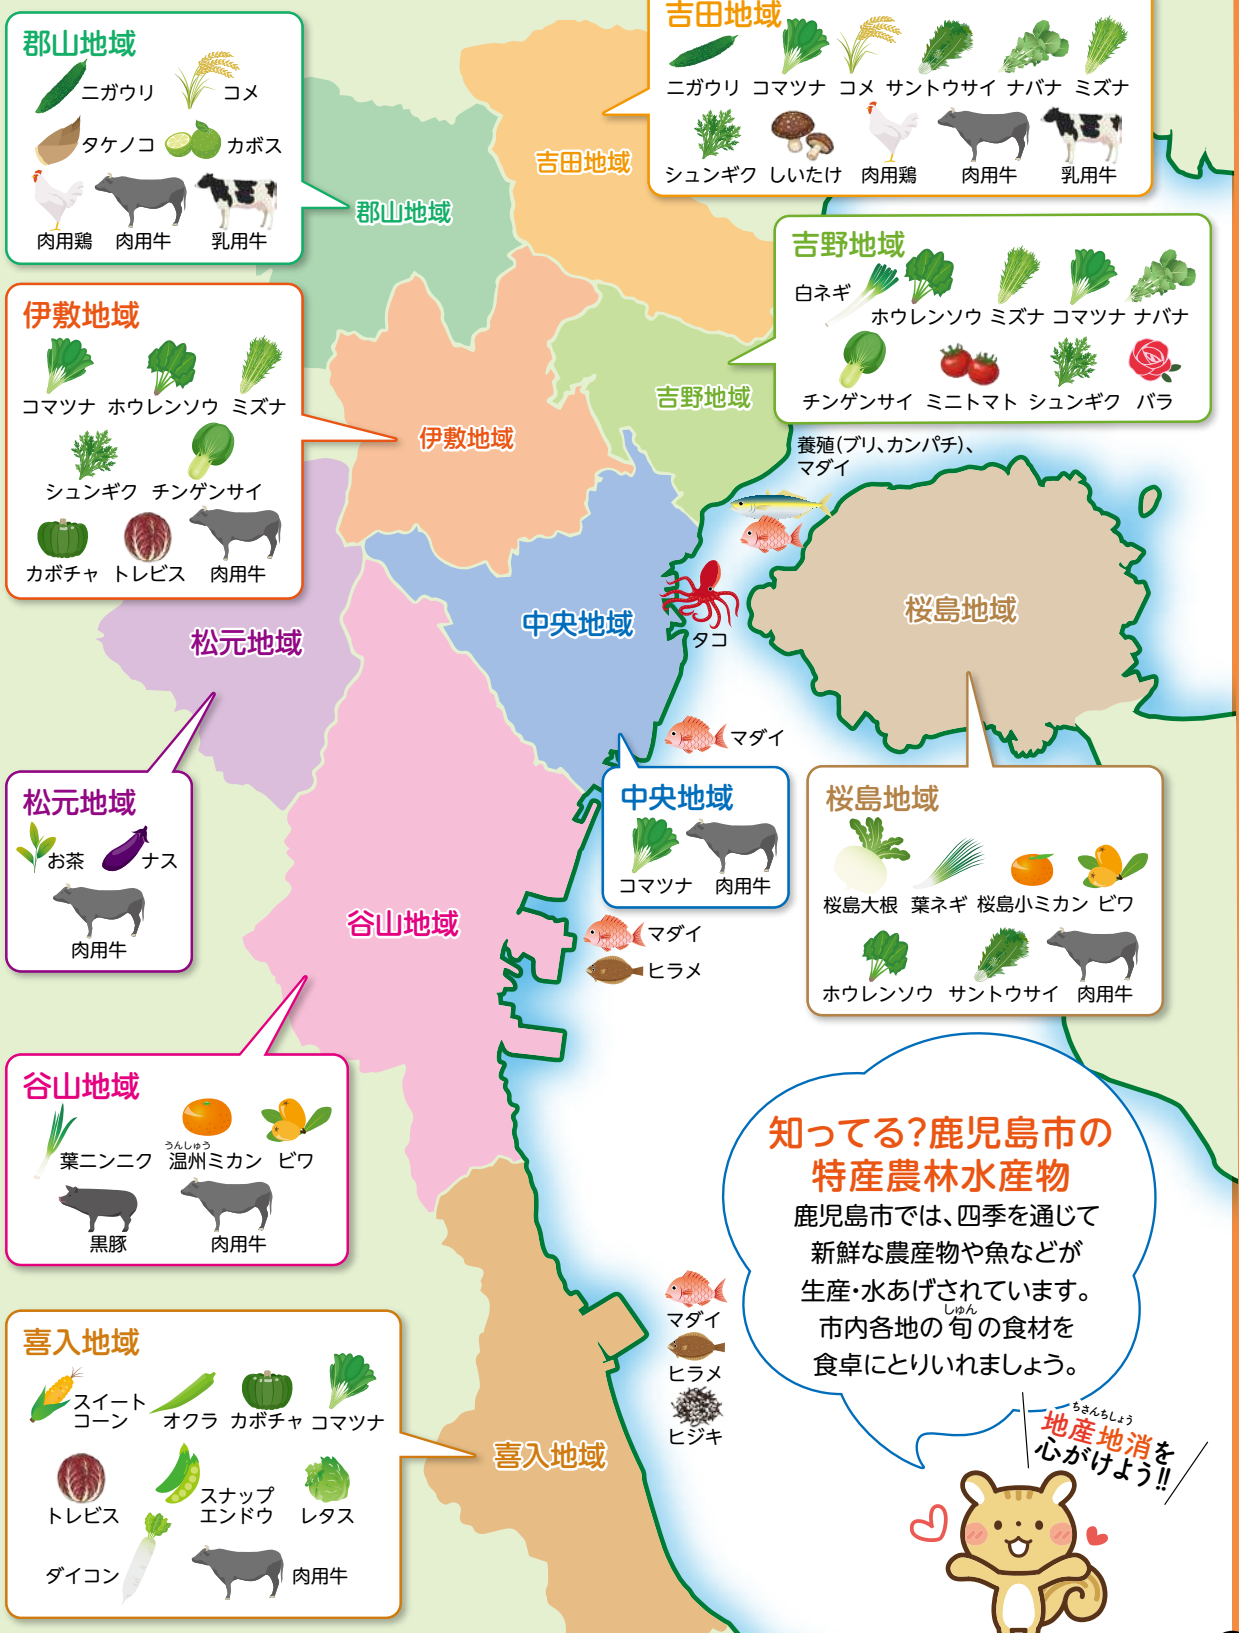 郡山地域
ニガウリ
コメ
タケノコ
カボス
肉用鶏
肉用牛
乳用牛
吉田地域
ニガウリ
コマツナ
コメ
サントウサイ
ナバナ
ミズナ
シュンギク
しいたけ
肉用鶏
肉用牛
乳用牛
吉田地域
郡山地域
吉野地域
白ネギ
ホウレンソウ
ミズナ
コマツナ
ナバナ
チンゲンサイ
ミニトマト
シュンギク
バラ
伊敷地域
コマツナ
ホウレンソウ
ミズナ
シュンギク
チンゲンサイ
カボチャ
トレビス
肉用牛
吉野地域
伊敷地域
養殖(ブリ、カンパチ)、
マダイ
タコ
中央地域
桜島地域
松元地域
マダイ
松元地域
お茶
ナス
肉用牛
中央地域
コマツナ
肉用牛
桜島地域
桜島大根
葉ネギ
桜島小ミカン
ビワ
ホウレンソウ
サントウサイ
肉用牛
谷山地域
マダイ
ヒラメ
谷山地域
葉ニンニク
うんしゅう
温州ミカン
ビワ
黒豚
肉用牛
知ってる?鹿児島市の
特産農林水産物
鹿児島市では、四季を通じて
新鮮な農産物や魚などが
生産・水あげされています。
しゅん
市内各地の旬の食材を
食卓にとりいれましょう。
マダイ
ヒラメ
ヒジキ
喜入地域
スイート
コーン
オクラ
カボチャ
コマツナ
トレビス
スナップ
エンドウ
レタス
ダイコン
肉用牛
喜入地域
ちさんちしょう
地産地消を
心がけよう!!